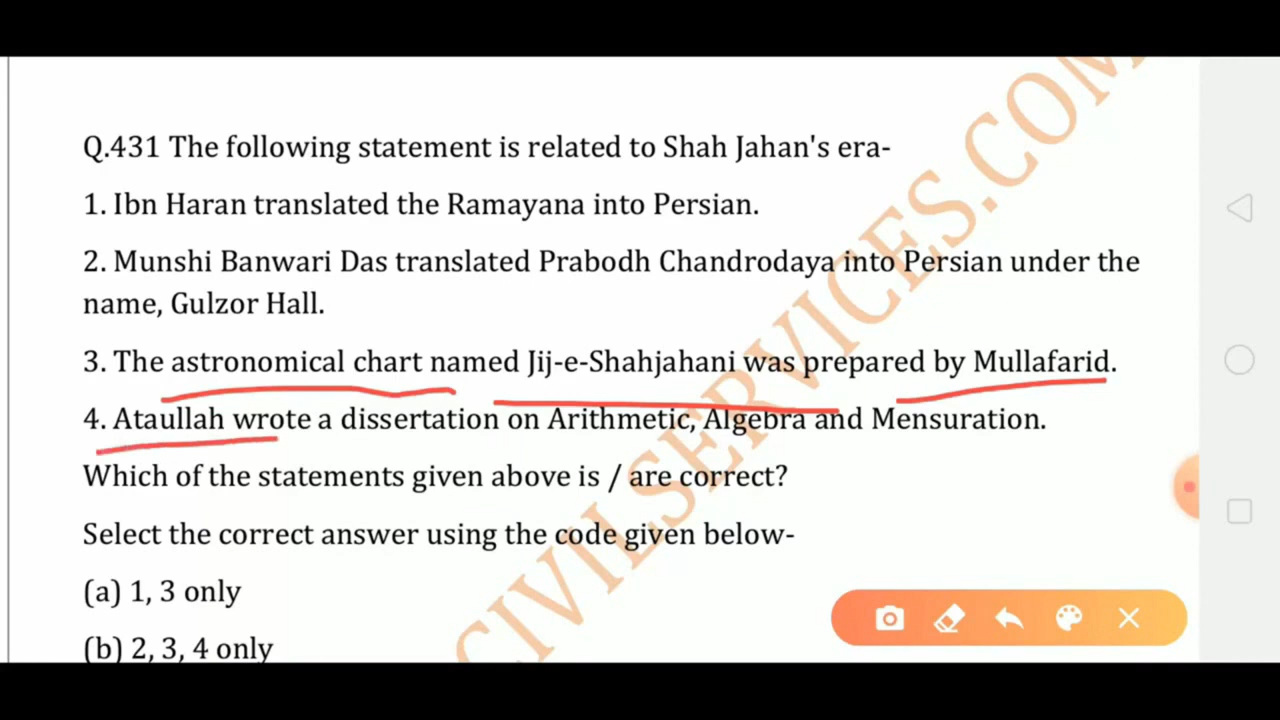 Q.431 The following statement is related to Shah Jahan's era-
1. Ibn Haran translated the Ramayana into Persian.
2. Munshi Banwari Das translated Prabodh Chandrodaya into Persian under the
name, Gulzor Hall.
3. The astronomical chart named Jij-e-Shahjahani was prepared by Mullafarid.
4. Ataullah wrote a dissertation on Arithmetic, Algebra and Mensuration.
Which of the statements given above is / are correct?
Select the correct answer using the code given below-
(a) 1, 3 only
(b) 2, 3, 4 only
CIVILSERVICES.COM